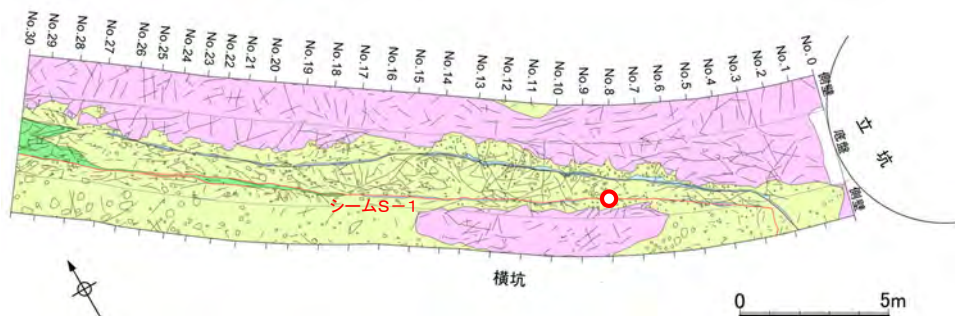 No.30
No.29
No.28
No.27
No.26
No.25
No.24
No.23
No.22
No.21
No.20
No.19
No.18
No.17
No.16
No.15
No.14
No.13
No.12
No.11
No.10
No.9
No.8
No.7
No.6
No.5
No.4
No.3
No.2
No.1
No.0
側壁
底盤
側壁
立坑
シームS-1
横坑
0 5m